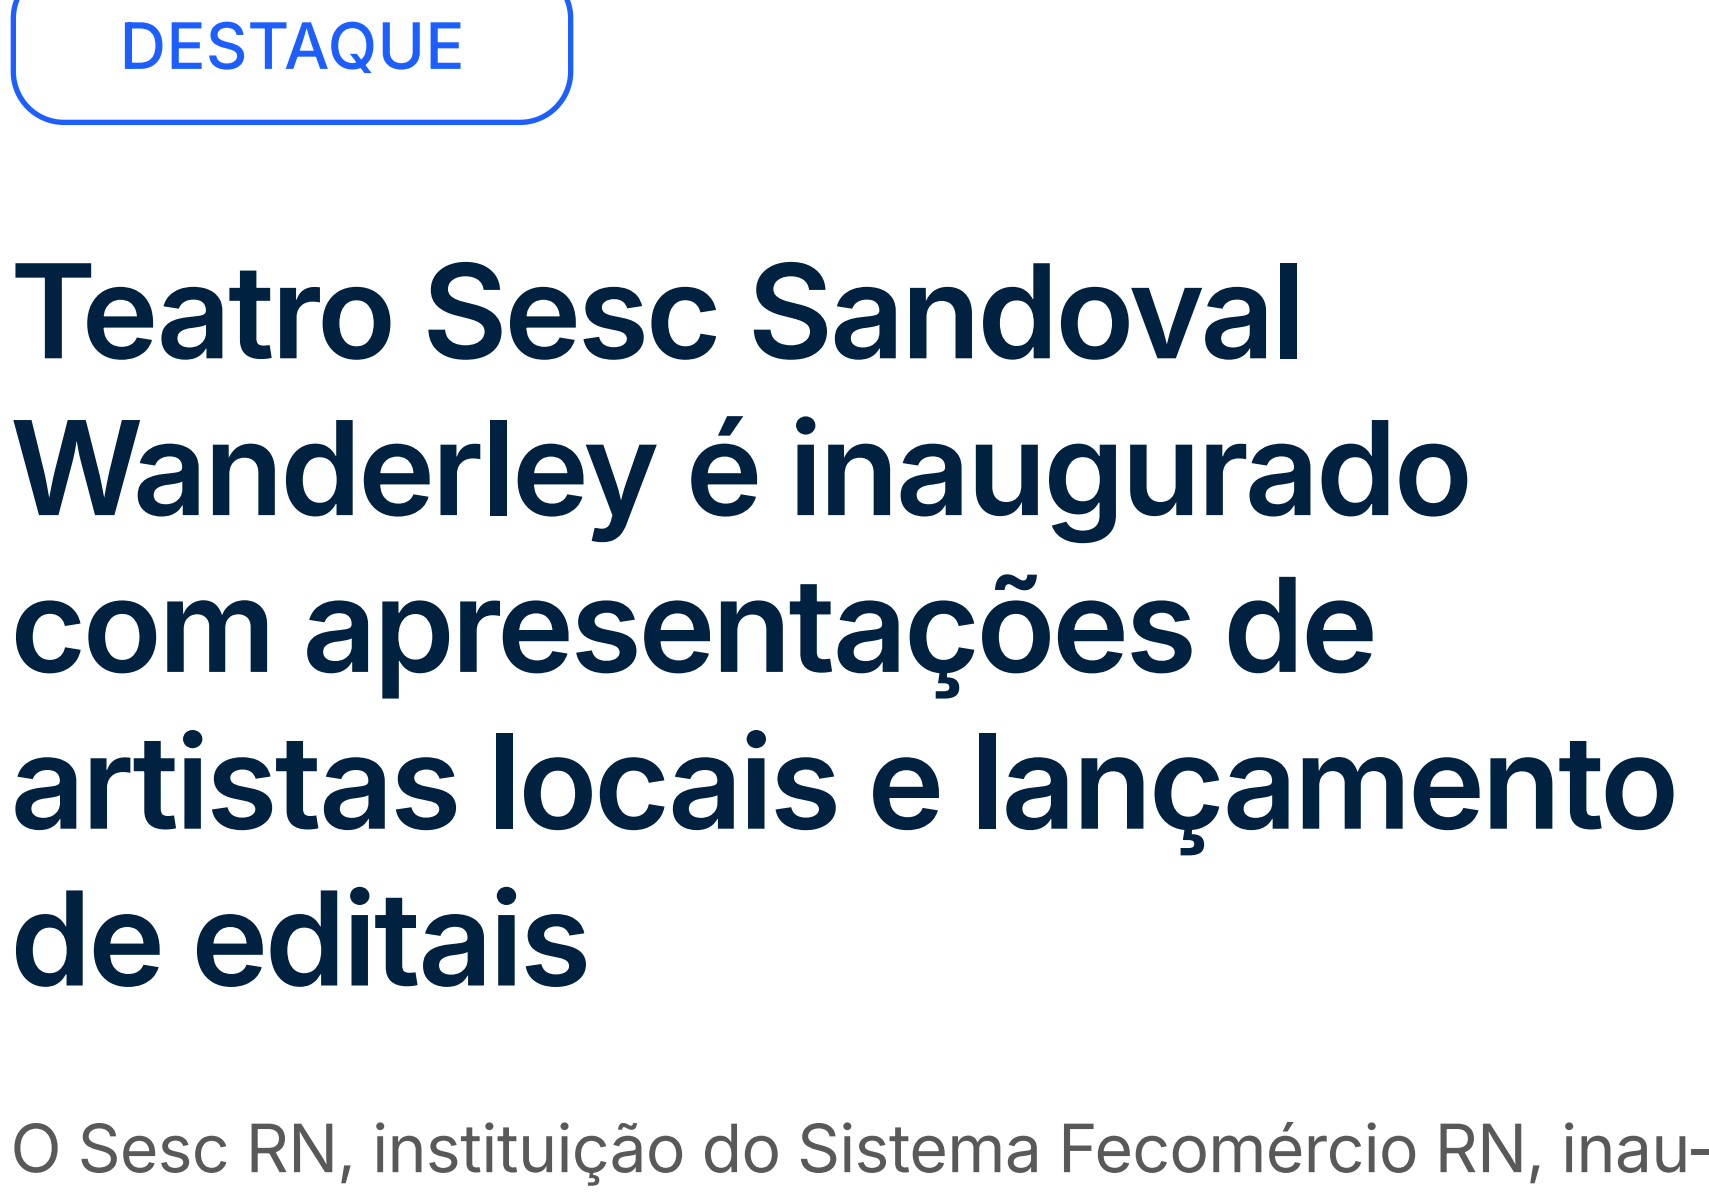 DESTAQUE
Teatro Sesc Sandoval
Wanderley é inaugurado
com apresentações de
artistas locais e lançamento
de editais
O Sesc RN, instituição do Sistema Fecomércio RN, inau-